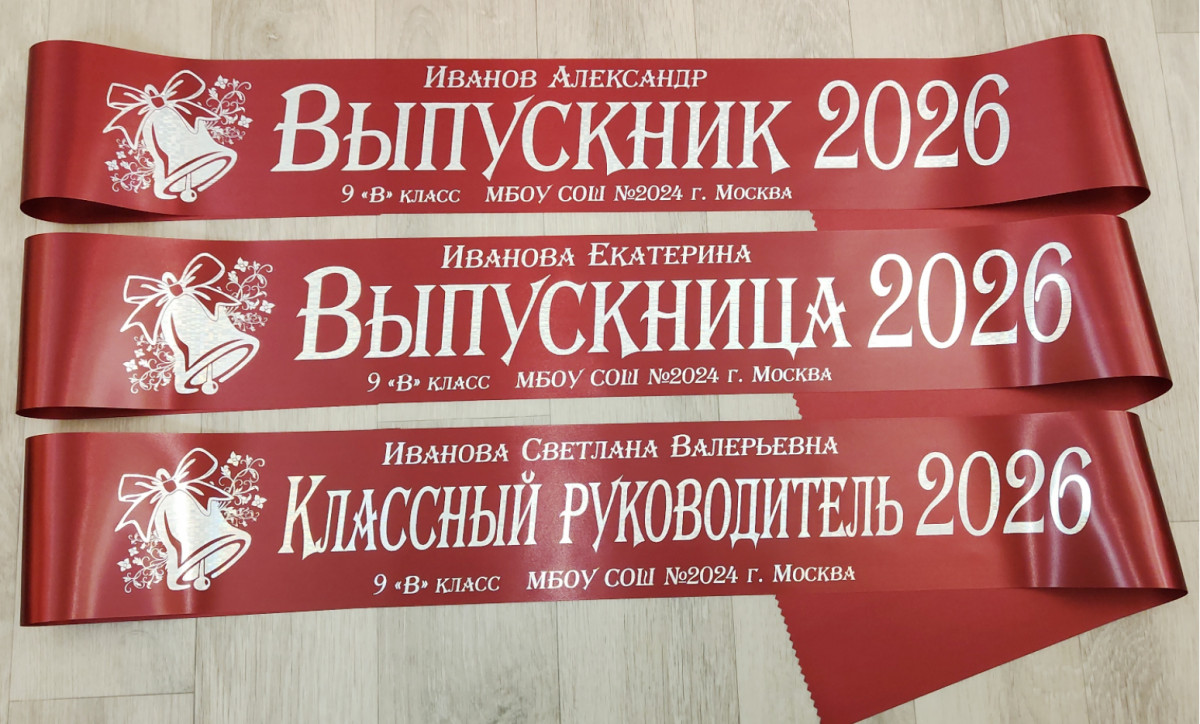 Иванов Александр
Выпускник 2026
9 «В» класс МБОУ СОШ №2024 г. Москва
Иванова Екатерина
Выпускница 2026
9 «В» класс МБОУ СОШ №2024 г. Москва
Иванова Светлана Валерьевна
Классный руководитель 2026
9 «В» класс МБОУ СОШ №2024 г. Москва